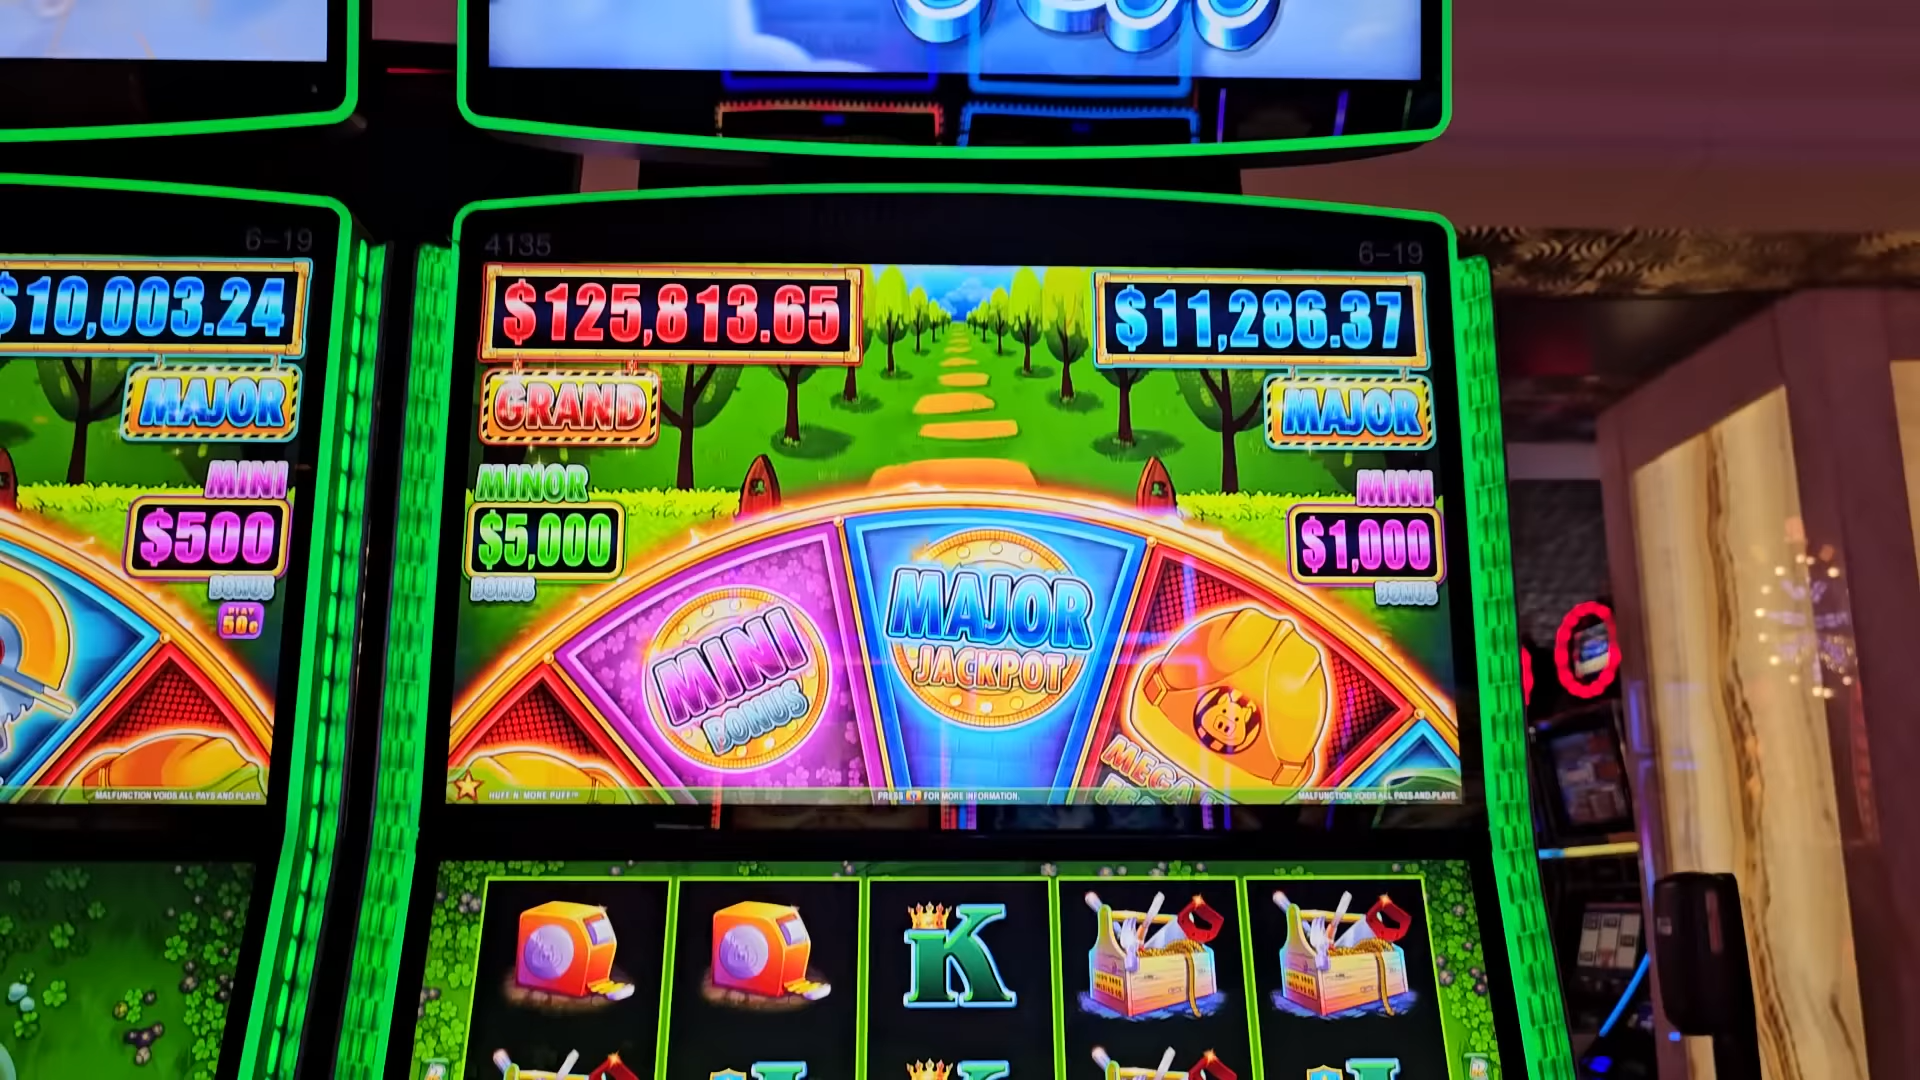 6-19
$10,003.24
MAJOR
MINI
$500
BONUS
PLAY
50¢
MALFUNCTION VOIDS ALL PAYS AND PLAYS.
4135
6-19
$125,813.65
$11,286.37
GRAND
MAJOR
MINOR
$5,000
BONUS
MINI
$1,000
BONUS
MINI
BONUS
MAJOR
JACKPOT
MEGA
HUFF N' MORE PUFF™
PRESS FOR MORE INFORMATION.
MALFUNCTION VOIDS ALL PAYS AND PLAYS.
K